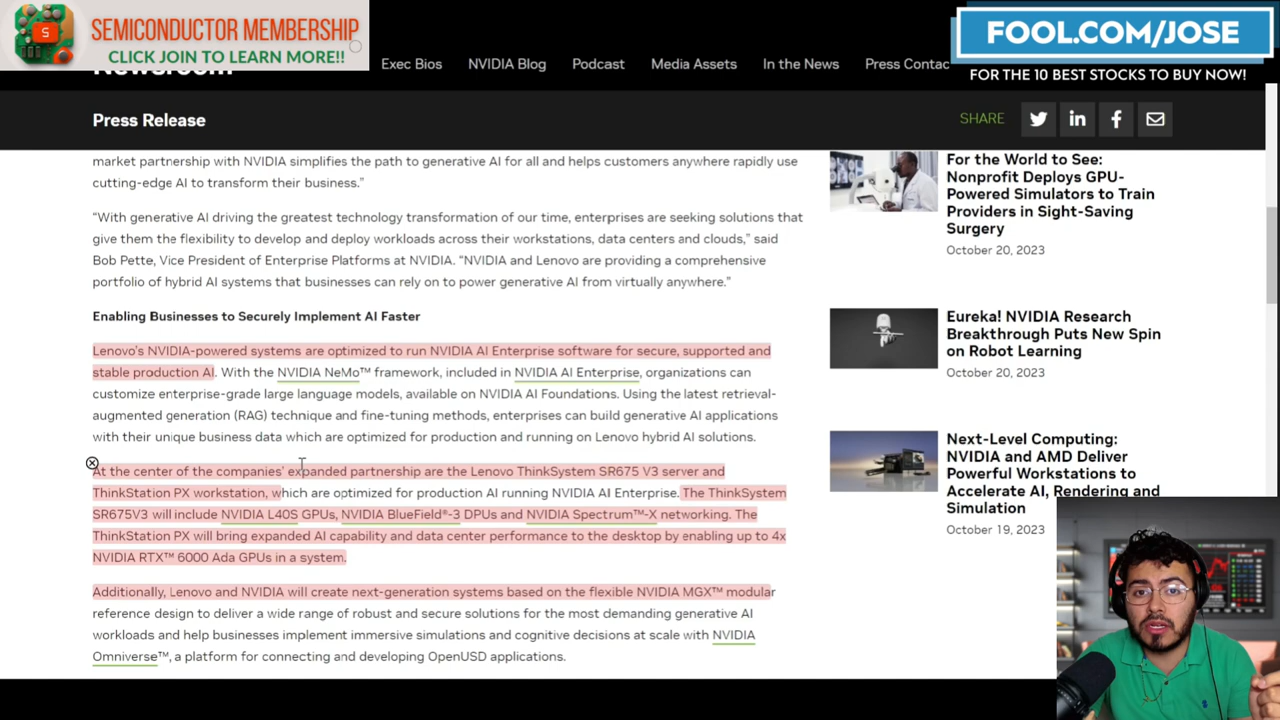 SEMICONDUCTOR MEMBERSHIP
CLICK JOIN TO LEARN MORE!!
S
FOOL.COM/JOSE
FOR THE 10 BEST STOCKS TO BUY NOW!
Newsroom
Exec Bios
NVIDIA Blog
Podcast
Media Assets
In the News
Press Contac
Press Release
SHARE
market partnership with NVIDIA simplifies the path to generative AI for all and helps customers anywhere rapidly use
cutting-edge AI to transform their business.”
“With generative AI driving the greatest technology transformation of our time, enterprises are seeking solutions that
give them the flexibility to develop and deploy workloads across their workstations, data centers and clouds,” said
Bob Pette, Vice President of Enterprise Platforms at NVIDIA. “NVIDIA and Lenovo are providing a comprehensive
portfolio of hybrid AI systems that businesses can rely on to power generative AI from virtually anywhere.”
Enabling Businesses to Securely Implement AI Faster
Lenovo’s NVIDIA-powered systems are optimized to run NVIDIA AI Enterprise software for secure, supported and
stable production AI. With the NVIDIA NeMo™ framework, included in NVIDIA AI Enterprise, organizations can
customize enterprise-grade large language models, available on NVIDIA AI Foundations. Using the latest retrieval-
augmented generation (RAG) technique and fine-tuning methods, enterprises can build generative AI applications
with their unique business data which are optimized for production and running on Lenovo hybrid AI solutions.
At the center of the companies’ expanded partnership are the Lenovo ThinkSystem SR675 V3 server and
ThinkStation PX workstation, which are optimized for production AI running NVIDIA AI Enterprise. The ThinkSystem
SR675V3 will include NVIDIA L40S GPUs, NVIDIA BlueField®-3 DPUs and NVIDIA Spectrum™-X networking. The
ThinkStation PX will bring expanded AI capability and data center performance to the desktop by enabling up to 4x
NVIDIA RTX™ 6000 Ada GPUs in a system.
Additionally, Lenovo and NVIDIA will create next-generation systems based on the flexible NVIDIA MGX™ modular
reference design to deliver a wide range of robust and secure solutions for the most demanding generative AI
workloads and help businesses implement immersive simulations and cognitive decisions at scale with NVIDIA
Omniverse™, a platform for connecting and developing OpenUSD applications.
For the World to See:
Nonprofit Deploys GPU-
Powered Simulators to Train
Providers in Sight-Saving
Surgery
October 20, 2023
Eureka! NVIDIA Research
Breakthrough Puts New Spin
on Robot Learning
October 20, 2023
Next-Level Computing:
NVIDIA and AMD Deliver
Powerful Workstations to
Accelerate AI, Rendering and
Simulation
October 19, 2023